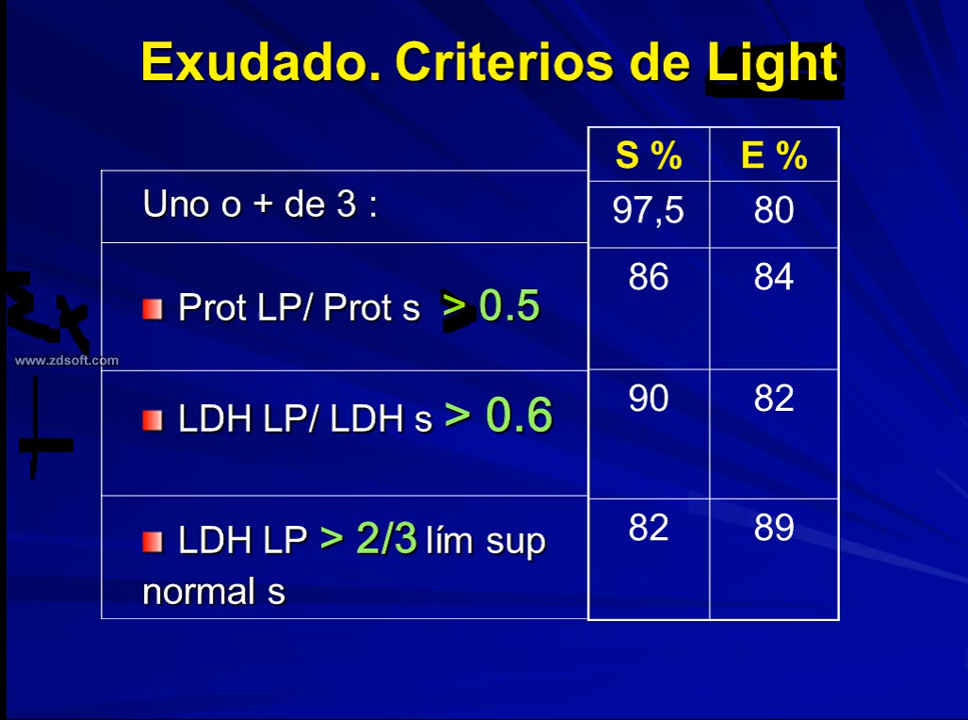 Exudado. Criterios de Light
S % E %
Uno o + de 3 : 97,5 80
Prot LP/ Prot s > 0.5 86 84
www.zdsoft.com
LDH LP/ LDH s > 0.6 90 82
LDH LP > 2/3 lím sup 82 89
normal s